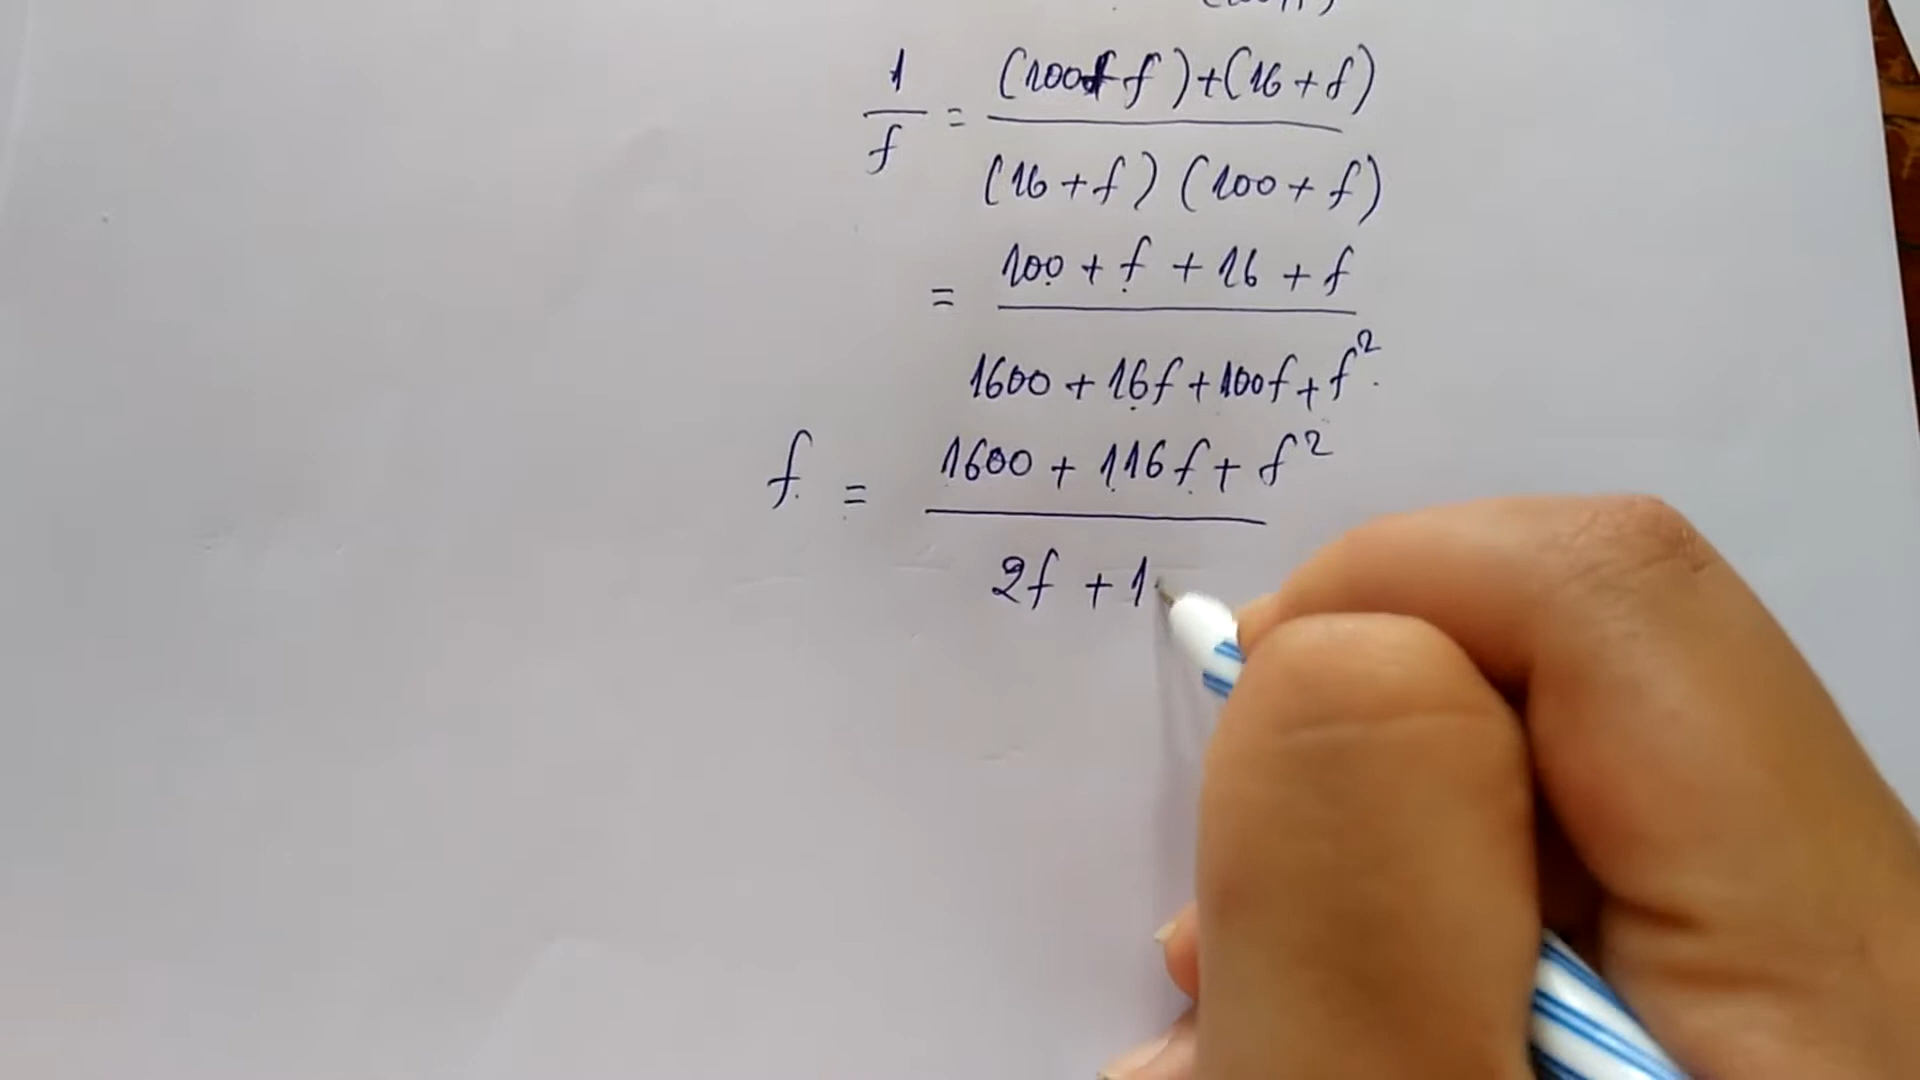 1/f = (100+f)+(16+f) / (16+f)(100+f)
= 100+f+16+f / 1600+16f+100f+f²
f = 1600+116f+f² / 2f+1